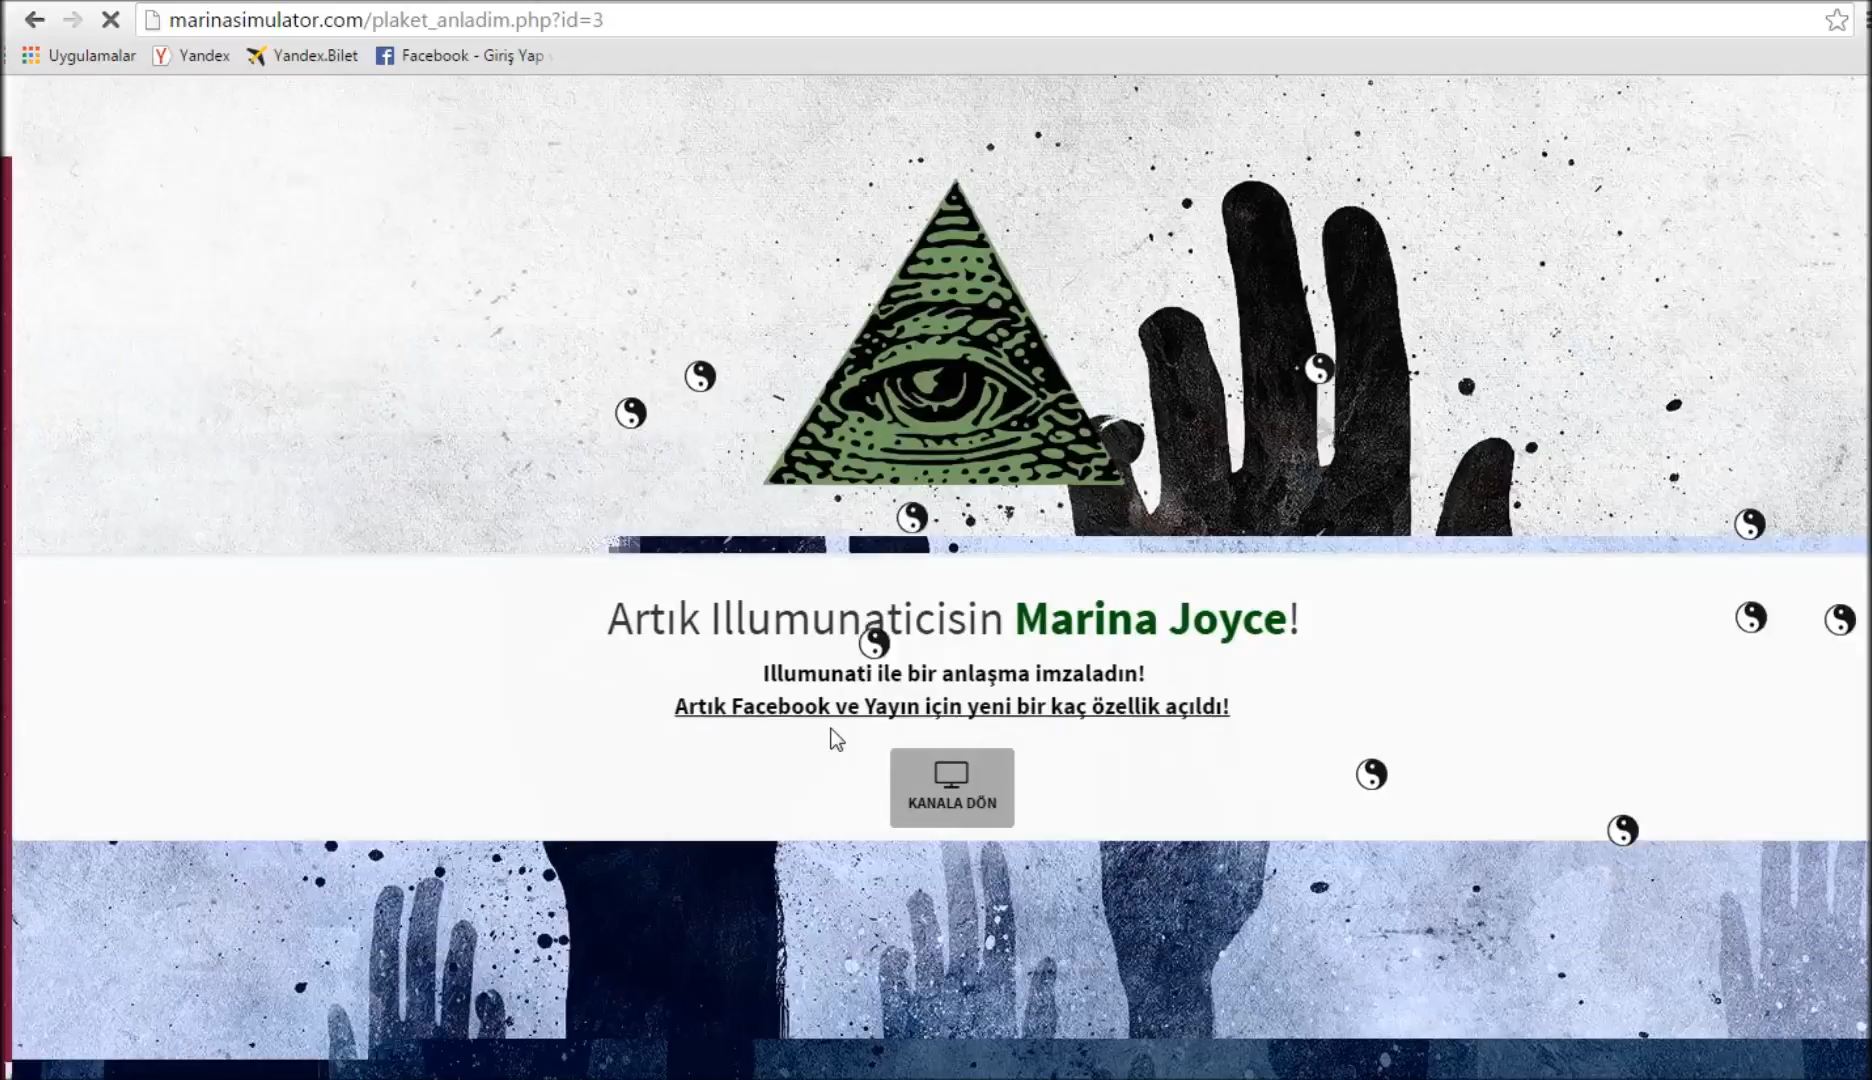 marinasimulator.com/plaket_anladim.php?id=3
Uygulamalar Yandex Yandex.Bilet Facebook - Giriş Yap
Artık Illumunaticisin Marina Joyce!
Illumunati ile bir anlaşma imzaladın!
Artık Facebook ve Yayın için yeni bir kaç özellik açıldı!
KANALA DÖN